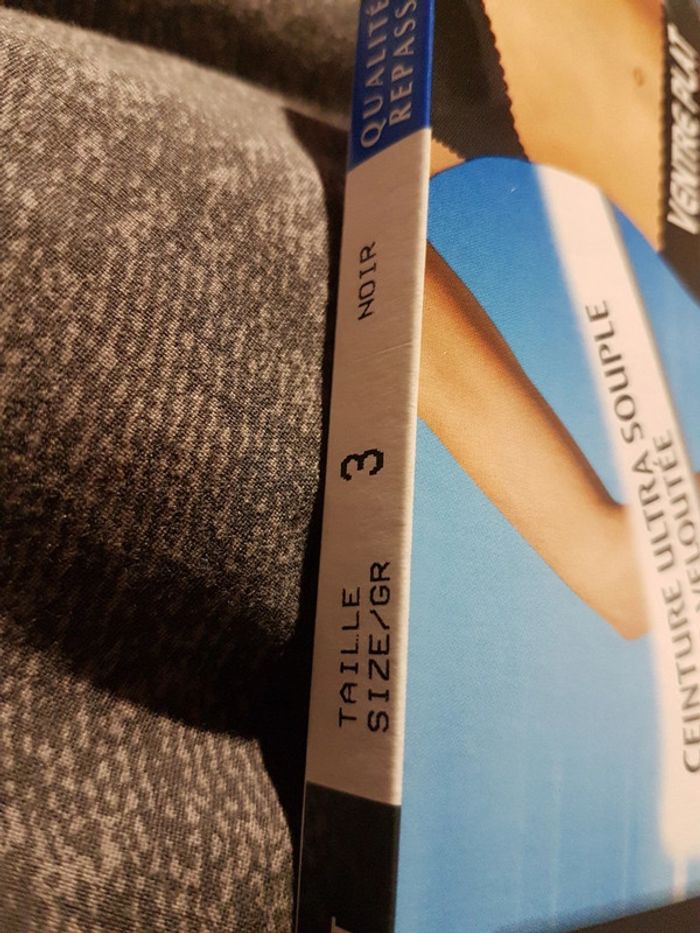 QUALITÉ
REPASS
NOIR
3
TAILLE
SIZE/GR
VENTRE PLAT
CEINTURE ULTRA SOUPLE
VELOUTÉE